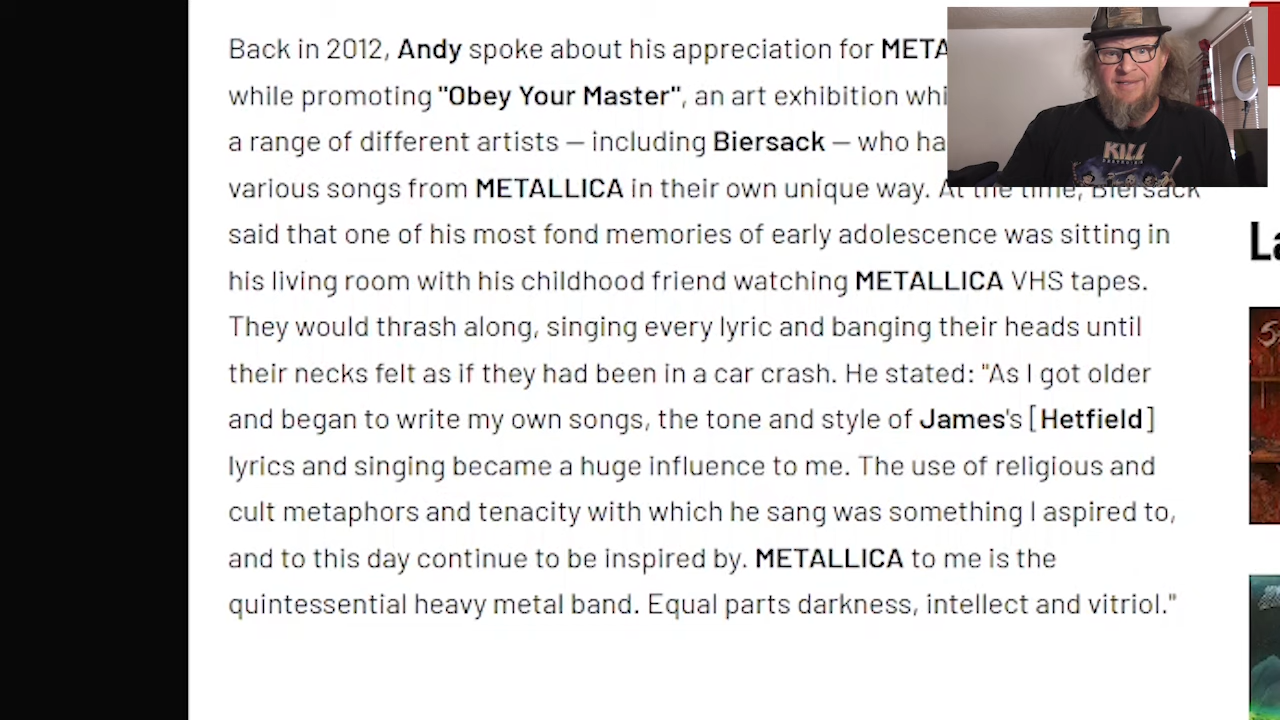 Back in 2012, Andy spoke about his appreciation for
while promoting "Obey Your Master", an art exhibition
a range of different artists — including Biersack — who
various songs from METALLICA in their own unique way. At the time, Biersack
said that one of his most fond memories of early adolescence was sitting in
his living room with his childhood friend watching METALLICA VHS tapes.
They would thrash along, singing every lyric and banging their heads until
their necks felt as if they had been in a car crash. He stated: "As I got older
and began to write my own songs, the tone and style of James's [Hetfield]
lyrics and singing became a huge influence to me. The use of religious and
cult metaphors and tenacity with which he sang was something I aspired to,
and to this day continue to be inspired by. METALLICA to me is the
quintessential heavy metal band. Equal parts darkness, intellect and vitriol."
KILL